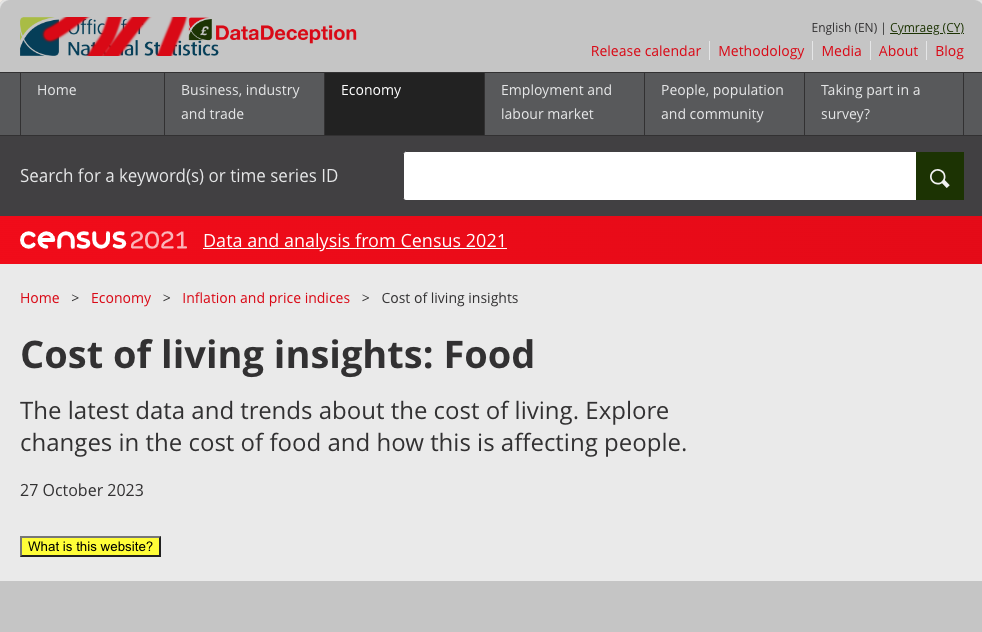 Office for
National Statistics
£ DataDeception
English (EN) | Cymraeg (CY)
Release calendar Methodology Media About Blog
Home
Business, industry
and trade
Economy
Employment and
labour market
People, population
and community
Taking part in a
survey?
Search for a keyword(s) or time series ID
census2021 Data and analysis from Census 2021
Home > Economy > Inflation and price indices > Cost of living insights
Cost of living insights: Food
The latest data and trends about the cost of living. Explore
changes in the cost of food and how this is affecting people.
27 October 2023
What is this website?